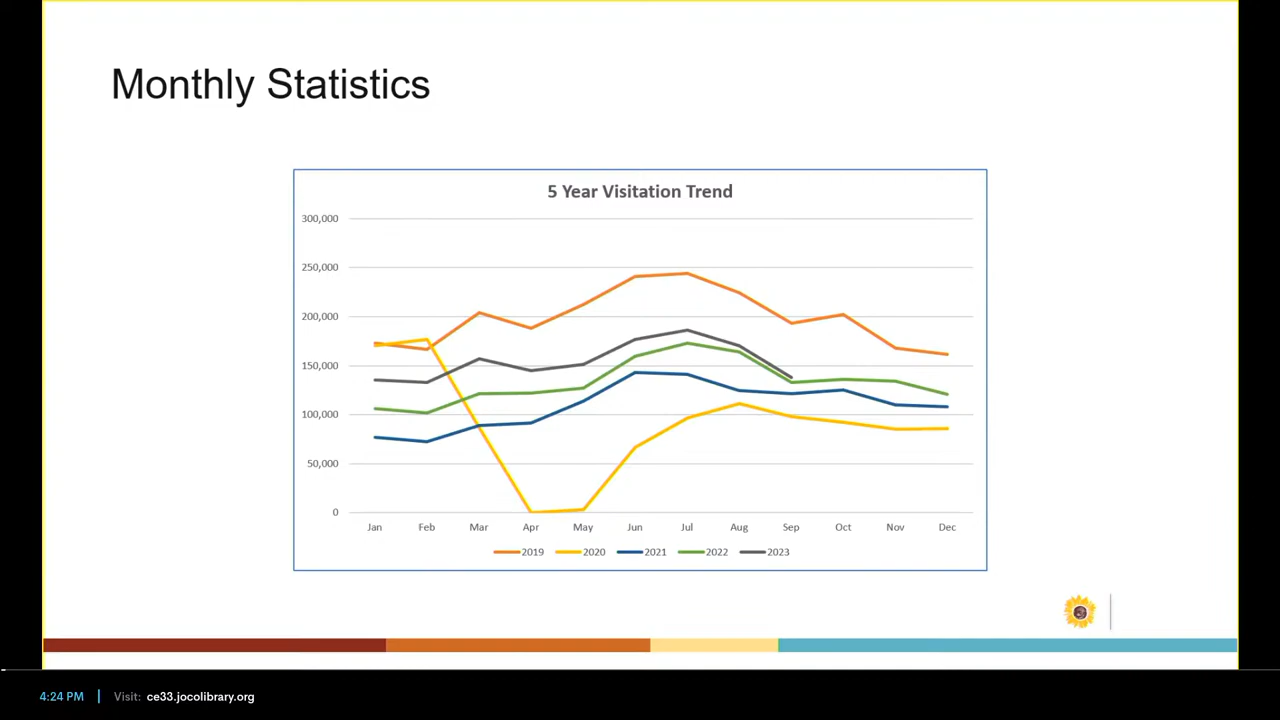 Monthly Statistics
5 Year Visitation Trend
300,000
250,000
200,000
150,000
100,000
50,000
0
Jan Feb Mar Apr May Jun Jul Aug Sep Oct Nov Dec
2019 2020 2021 2022 2023
4:24 PM | Visit: ce33.jocolibrary.org